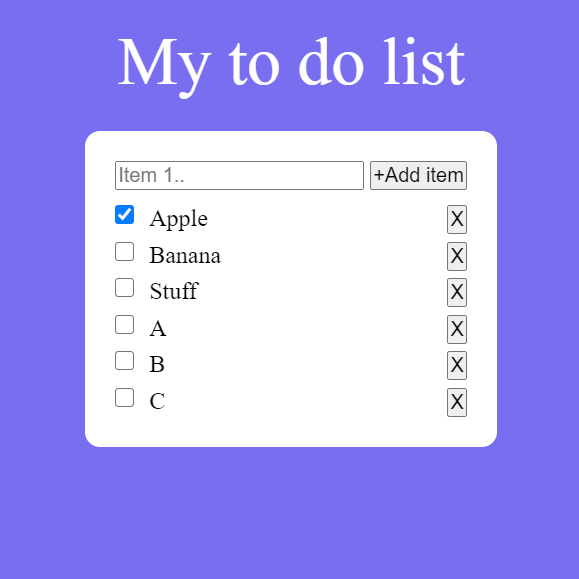 My to do list
Item 1.. +Add item
Apple X
Banana X
Stuff X
A X
B X
C X